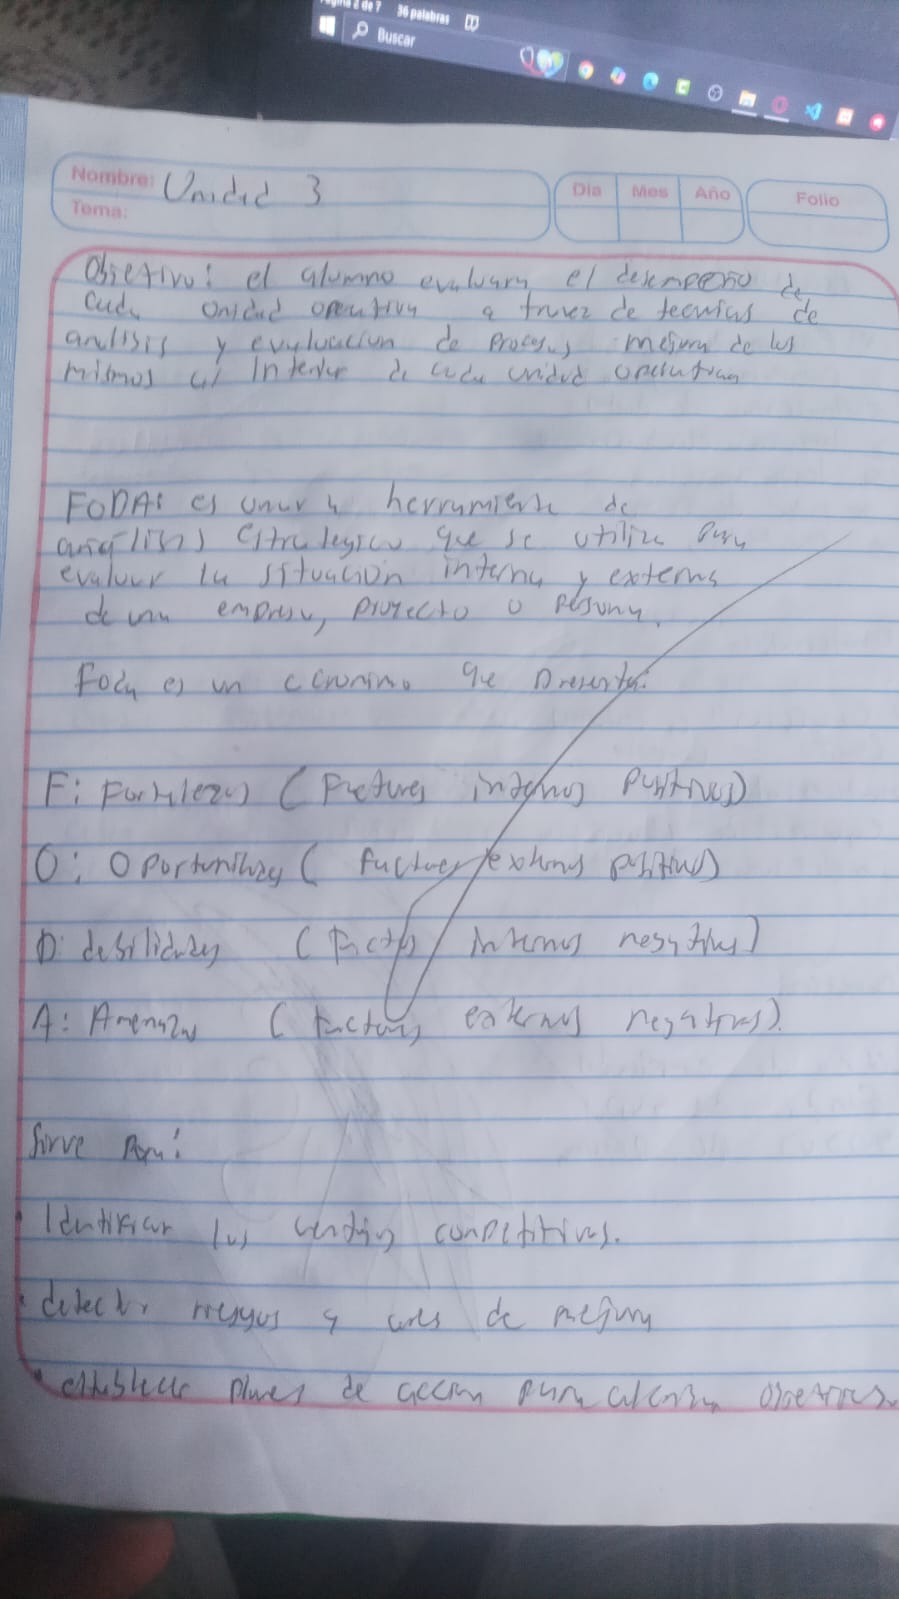 Página 2 de 7 36 palabras
Buscar
Nombre: Unidad 3
Día Mes Año Folio
Tema:
Objetivo: el alumno evaluara el desempeño de
cada unidad operativa a travez de tecnicas de
analisis y evaluacion de procesos mejora de los
mismos al interior de cada unidad operativa
FODA: es una herramienta de
estrategico que se utiliza para
evaluar la situación interna y externa
de una empresa, proyecto o persona.
Foda es un acronimo que presenta:
F: Fortalezas (Factores internos positivos)
O: Oportunidades (factores externos positivos)
D: debilidades (Factores internos negativos)
A: Amenazas (Factores externos negativos).
Sirve para:
• Identificar las ventajas competitivas.
• detectar riesgos y areas de mejora
• establecer planes de accion para alcanzar objetivos.